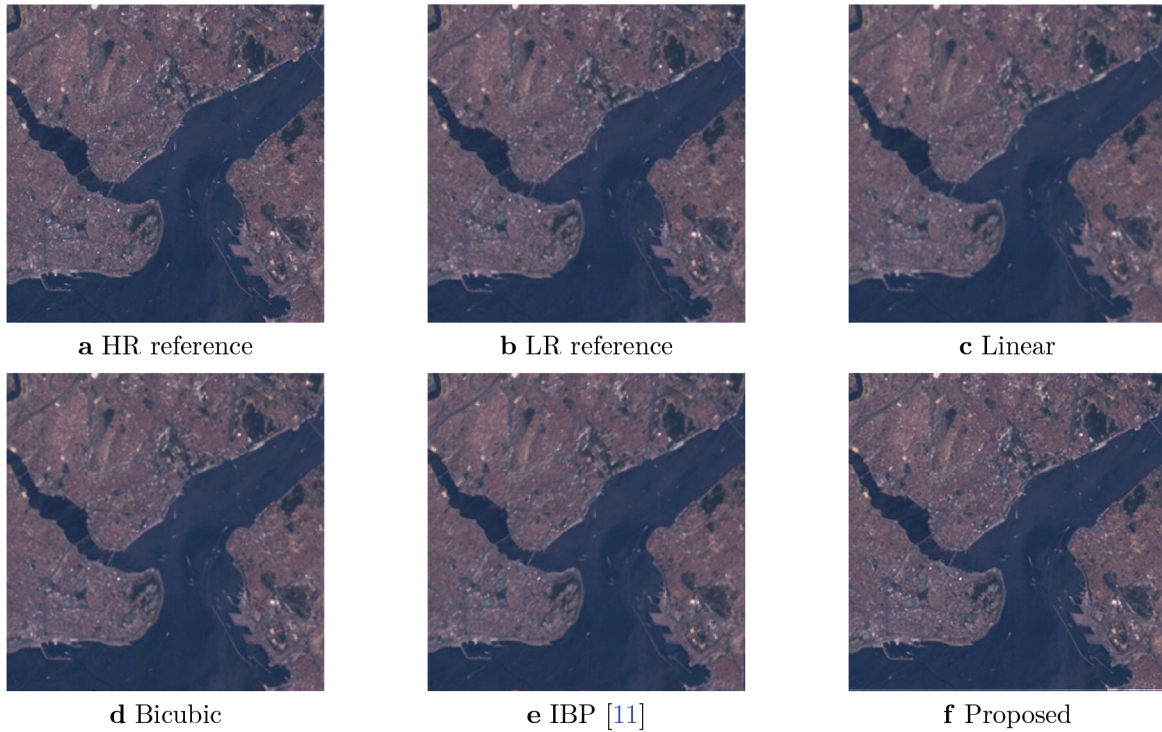 a HR reference
b LR reference
c Linear
d Bicubic
e IBP [11]
f Proposed